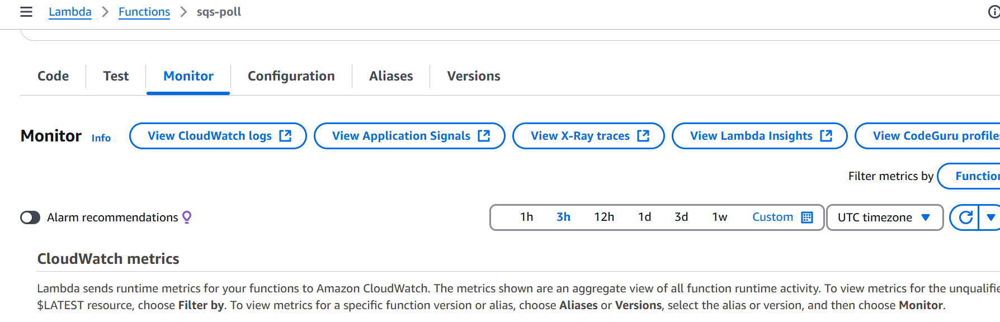 Lambda > Functions > sqs-poll
Code Test Monitor Configuration Aliases Versions
Monitor Info View CloudWatch logs View Application Signals View X-Ray traces View Lambda Insights View CodeGuru profile
Filter metrics by Function
Alarm recommendations 1h 3h 12h 1d 3d 1w Custom UTC timezone
CloudWatch metrics
Lambda sends runtime metrics for your functions to Amazon CloudWatch. The metrics shown are an aggregate view of all function runtime activity. To view metrics for the unqualifie
$LATEST resource, choose Filter by. To view metrics for a specific function version or alias, choose Aliases or Versions, select the alias or version, and then choose Monitor.